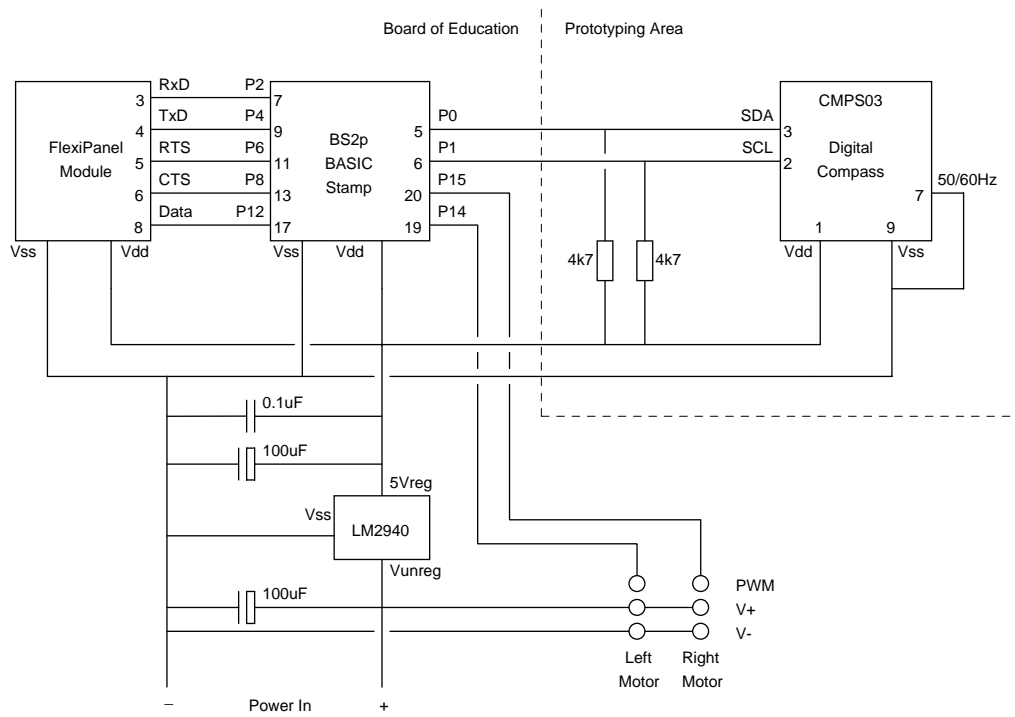 Board of Education
Prototyping Area
RxD
P2
3
7
TxD
P4
4
9
RTS
P6
5
11
CTS
P8
6
13
Data
P12
8
17
FlexiPanel
Module
BS2p
BASIC
Stamp
P0
5
P1
6
P15
20
P14
19
SDA
3
SCL
2
CMPS03
Digital
Compass
50/60Hz
7
1
9
Vss
Vdd
Vss
Vdd
Vdd
Vss
4k7
4k7
0.1uF
100uF
5Vreg
Vss
LM2940
Vunreg
100uF
PWM
V+
V-
Left
Motor
Right
Motor
– Power In +